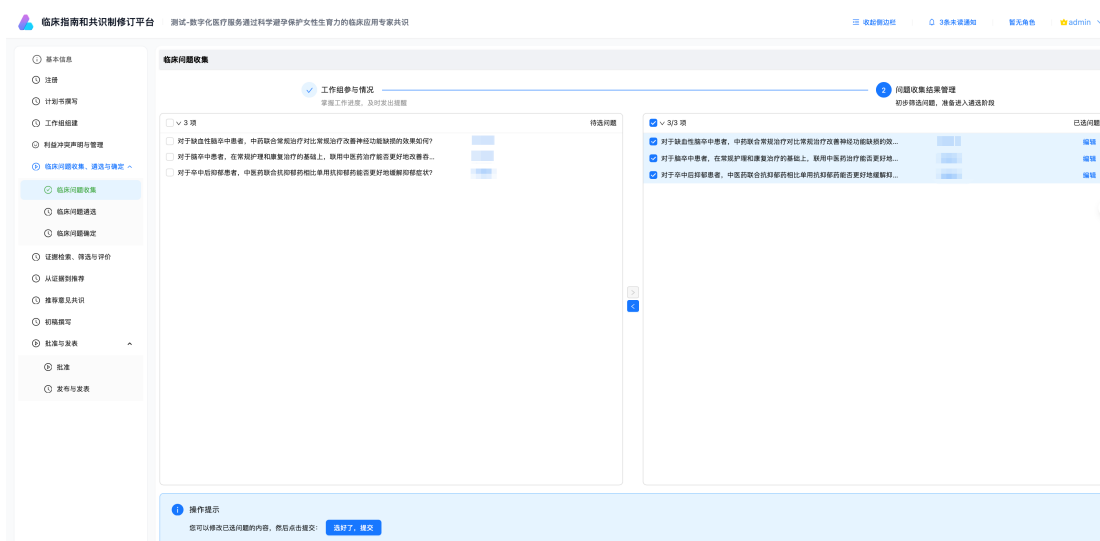 临床指南和共识制修订平台
测试-数字化医疗服务通过科学避孕保护女性生育力的临床应用专家共识
收起侧边栏
3条未读通知
暂无角色
admin
基本信息
注册
计划书撰写
工作组组建
利益冲突声明与管理
临床问题收集、遴选与确定
临床问题收集
临床问题遴选
临床问题确定
证据检索、筛选与评价
从证据到推荐
推荐意见共识
初稿撰写
批准与发表
批准
发布与发表
临床问题收集
工作组参与情况
掌握工作进度，及时发出提醒
2 问题收集结果管理
初步筛选问题，准备进入遴选阶段
3 项 待选问题
对于缺血性脑卒中患者，中药联合常规治疗对比常规治疗改善神经功能缺损的效果如何?
对于脑卒中患者，在常规护理和康复治疗的基础上，联用中医药治疗能否更好地改善吞...
对于卒中后抑郁患者，中医药联合抗抑郁药相比单用抗抑郁药能否更好地缓解抑郁症状?
3/3 项 已选问题
对于缺血性脑卒中患者，中药联合常规治疗对比常规治疗改善神经功能缺损的效... 编辑
对于脑卒中患者，在常规护理和康复治疗的基础上，联用中医药治疗能否更好地... 编辑
对于卒中后抑郁患者，中医药联合抗抑郁药相比单用抗抑郁药能否更好地缓解抑... 编辑
操作提示
您可以修改已选问题的内容，然后点击提交: 选好了，提交